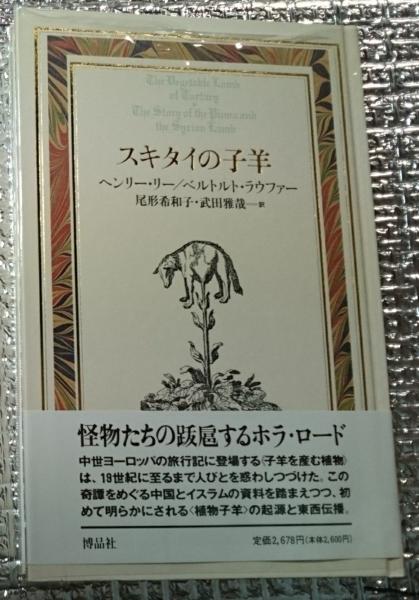 The Vegetable Lamb
of Tartary
The Story of the Pinna and
the Syrian Lamb
スキタイの子羊
ヘンリー・リー/ベルトルト・ラウファー
尾形希和子・武田雅哉—訳
怪物たちの跋扈するホラ・ロード
中世ヨーロッパの旅行記に登場する〈子羊を産む植物〉
は、19世紀に至るまで人びとを惑わしつづけた。この
奇譚をめぐる中国とイスラムの資料を踏まえつつ、初
めて明らかにされる〈植物子羊〉の起源と東西伝播。
博品社
定価2,678円(本体2,600円)